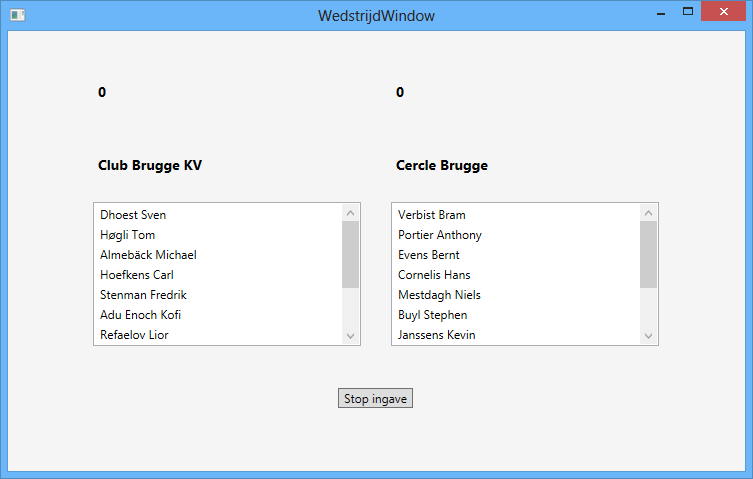 WedstrijdWindow
0
0
Club Brugge KV
Cercle Brugge
Dhoest Sven
Høgli Tom
Almebäck Michael
Hoefkens Carl
Stenman Fredrik
Adu Enoch Kofi
Refaelov Lior
Verbist Bram
Portier Anthony
Evens Bernt
Cornelis Hans
Mestdagh Niels
Buyl Stephen
Janssens Kevin
Stop ingave